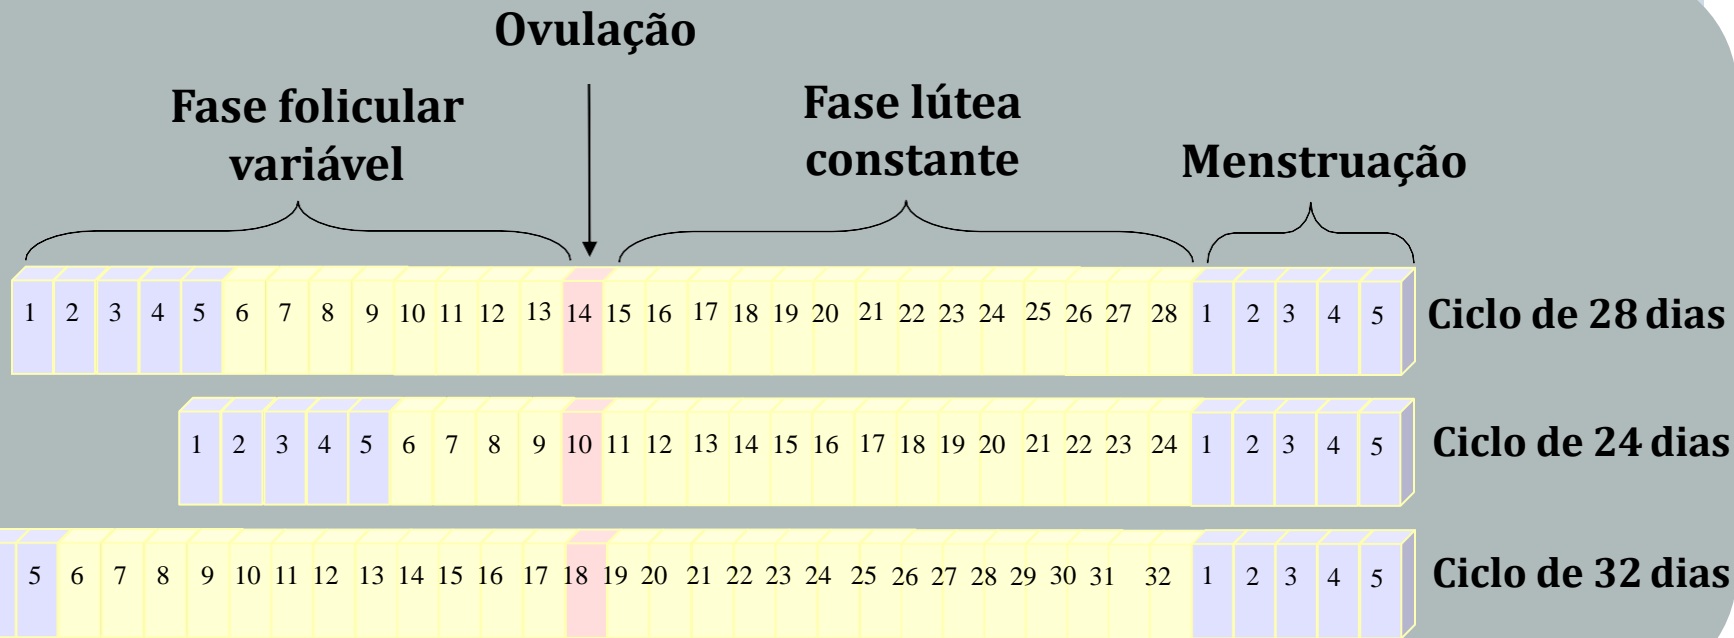 Ovulação
Fase folicular
variável
Fase lútea
constante
Menstruação
1 2 3 4 5 6 7 8 9 10 11 12 13 14 15 16 17 18 19 20 21 22 23 24 25 26 27 28 1 2 3 4 5 Ciclo de 28 dias
1 2 3 4 5 6 7 8 9 10 11 12 13 14 15 16 17 18 19 20 21 22 23 24 1 2 3 4 5 Ciclo de 24 dias
5 6 7 8 9 10 11 12 13 14 15 16 17 18 19 20 21 22 23 24 25 26 27 28 29 30 31 32 1 2 3 4 5 Ciclo de 32 dias